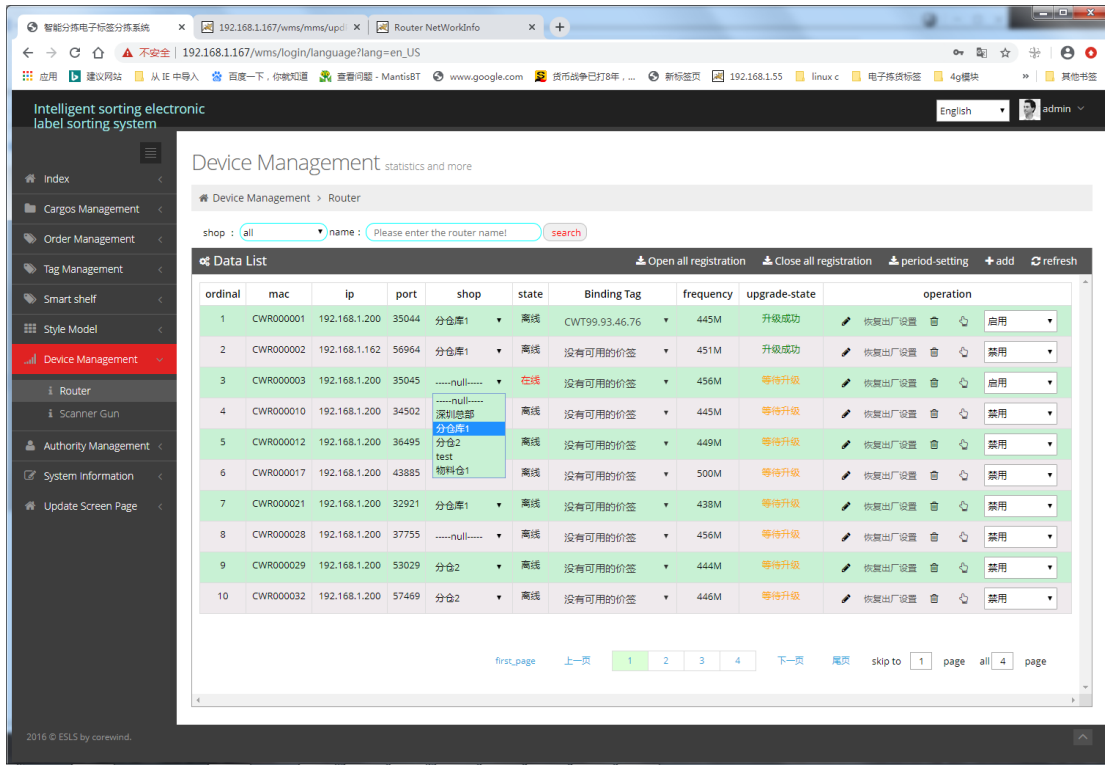 智能分拣电子标签分拣系统 192.168.1.167/wms/mms/upd Router NetWorkInfo
不安全 192.168.1.167/wms/login/language?lang=en_US
应用 建议网站 从 IE 中导入 百度一下，你就知道 查看问题 - MantisBT www.google.com 货币战争已打8年，... 新标签页 192.168.1.55 linux c 电子拣货标签 4g模块 » 其他书签
Intelligent sorting electronic
label sorting system
English
admin
Device Management statistics and more
Index
Cargos Management
Order Management
Tag Management
Smart shelf
Style Model
Device Management
Router
Scanner Gun
Authority Management
System Information
Update Screen Page
Device Management > Router
shop : all name : Please enter the router name! search
Data List Open all registration Close all registration period-setting add refresh
ordinal mac ip port shop state Binding Tag frequency upgrade-state operation
1 CWR000001 192.168.1.200 35044 分仓库1 离线 CWT99.93.46.76 445M 升级成功 恢复出厂设置 启用
2 CWR000002 192.168.1.162 56964 分仓库1 离线 没有可用的价签 451M 升级成功 恢复出厂设置 禁用
3 CWR000003 192.168.1.200 35045 -----null----- 在线 没有可用的价签 456M 等待升级 恢复出厂设置 启用
4 CWR000010 192.168.1.200 34502 离线 没有可用的价签 445M 等待升级 恢复出厂设置 禁用
5 CWR000012 192.168.1.200 36495 离线 没有可用的价签 449M 等待升级 恢复出厂设置 禁用
6 CWR000017 192.168.1.200 43885 离线 没有可用的价签 500M 等待升级 恢复出厂设置 禁用
-----null-----
深圳总部
分仓库1
分仓2
test
物料仓1
7 CWR000021 192.168.1.200 32921 分仓库1 离线 没有可用的价签 438M 等待升级 恢复出厂设置 禁用
8 CWR000028 192.168.1.200 37755 -----null----- 离线 没有可用的价签 456M 等待升级 恢复出厂设置 禁用
9 CWR000029 192.168.1.200 53029 分仓2 离线 没有可用的价签 444M 等待升级 恢复出厂设置 禁用
10 CWR000032 192.168.1.200 57469 分仓2 离线 没有可用的价签 446M 等待升级 恢复出厂设置 禁用
first_page 上一页 1 2 3 4 下一页 尾页 skip to 1 page all 4 page
2016 © ESLS by corewind.